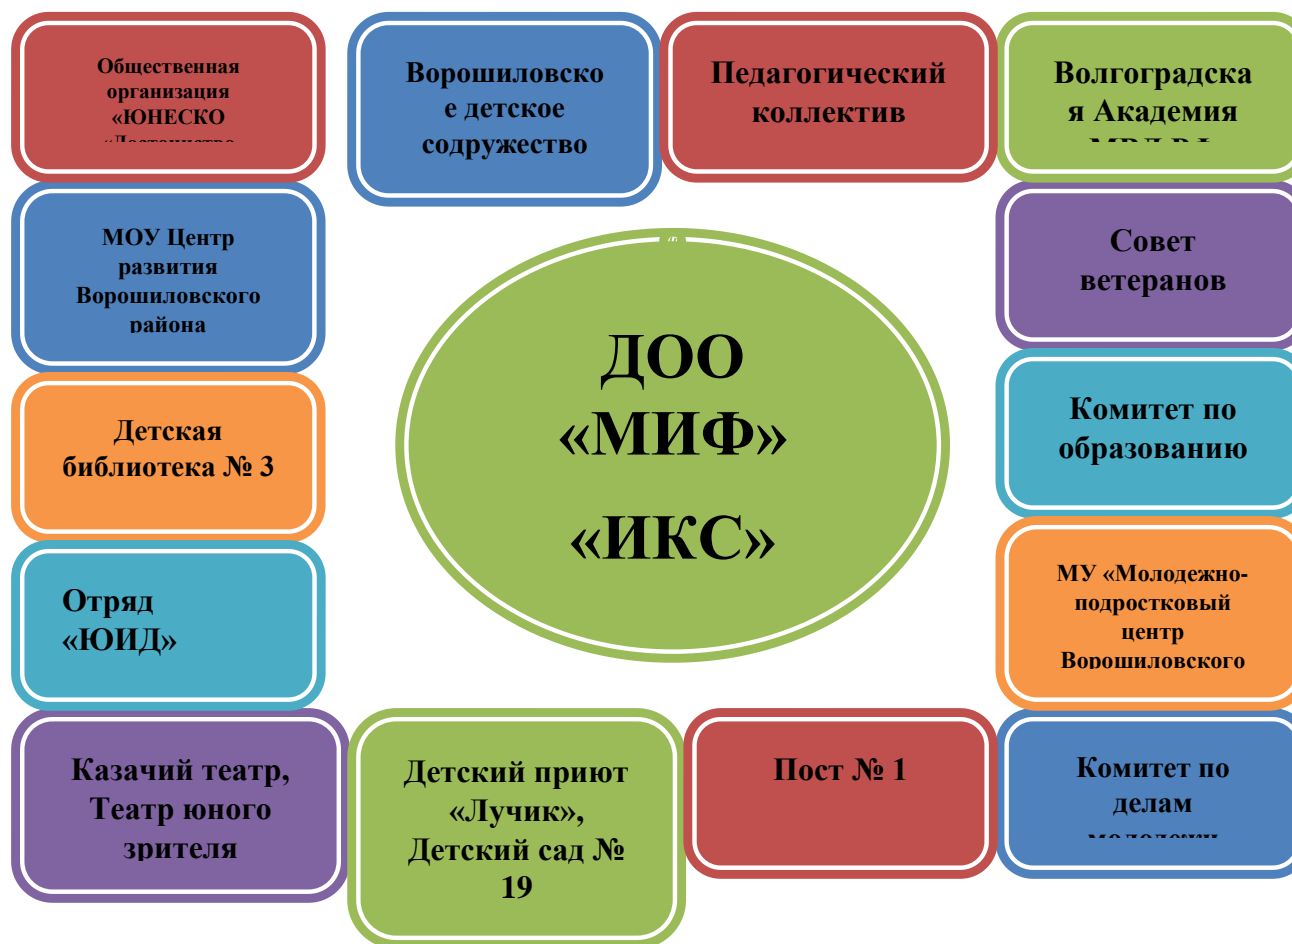 Общественная
организация
«ЮНЕСКО
Ворошилоско
е детское
содружество
Педагогический
коллектив
Волгоградска
я Академия
МОУ Центр
развития
Ворошиловского
района
Совет
ветеранов
ДОО
«МИФ»
«ИКС»
Детская
библиотека № 3
Комитет по
образованию
Отряд
«ЮИД»
МУ «Молодежно-
подростковый
центр
Ворошиловского
Казачий театр,
Театр юного
зрителя
Детский приют
«Лучик»,
Детский сад №
19
Пост № 1
Комитет по
делам